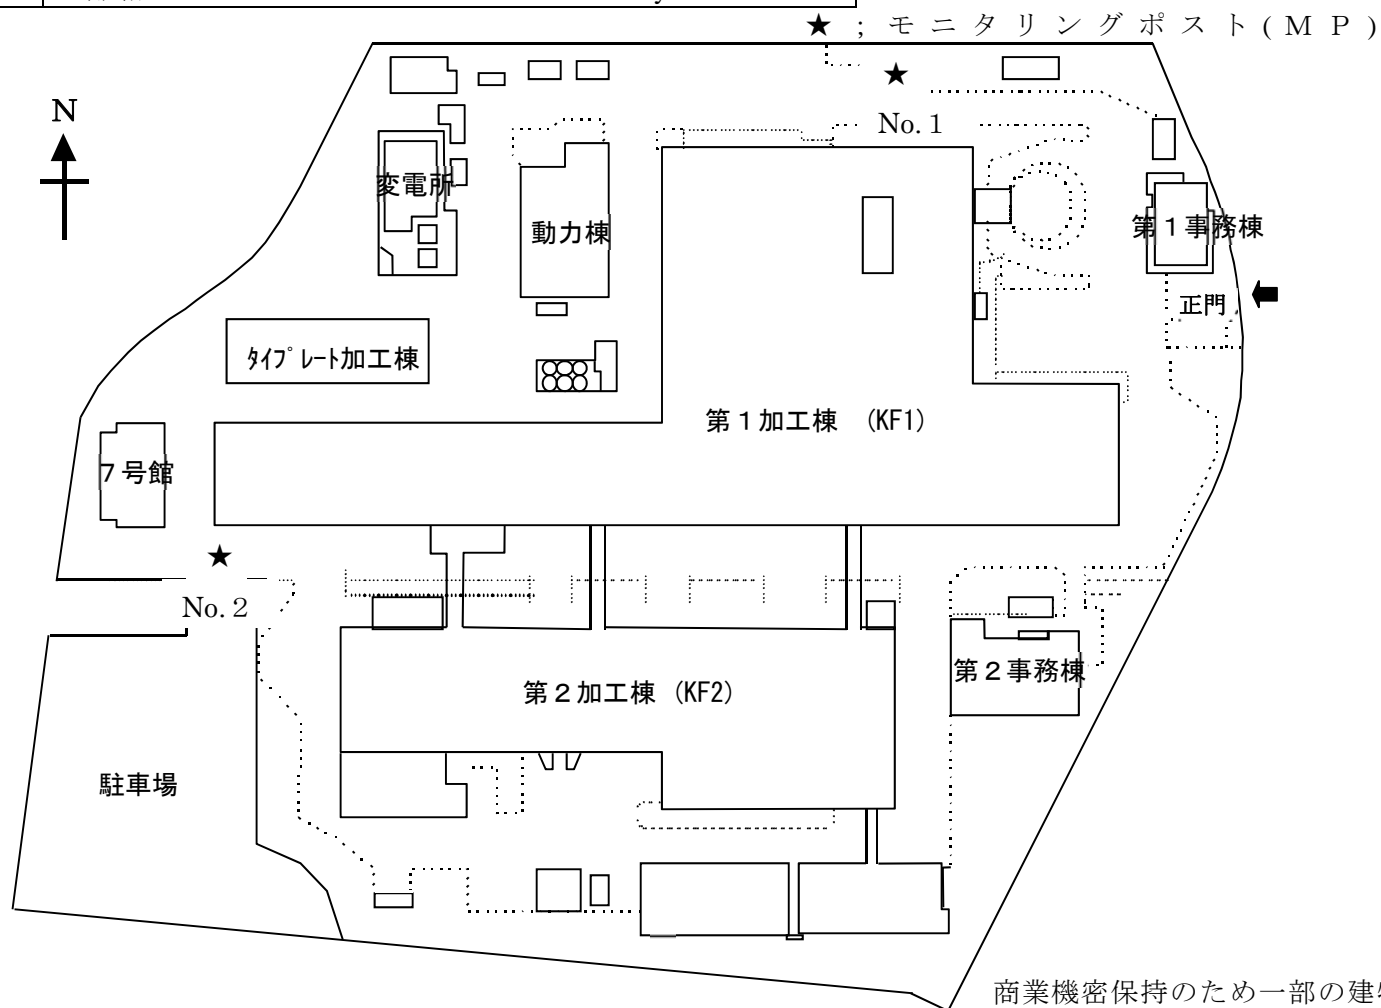 ★ ; モニタリングポスト(MP)
N
No.1
変電所
動力棟
第1事務棟
正門
ﾀｲﾌﾟﾚｰﾄ加工棟
第1加工棟 (KF1)
7号館
No.2
第2事務棟
第2加工棟 (KF2)
駐車場
商業機密保持のため一部の建